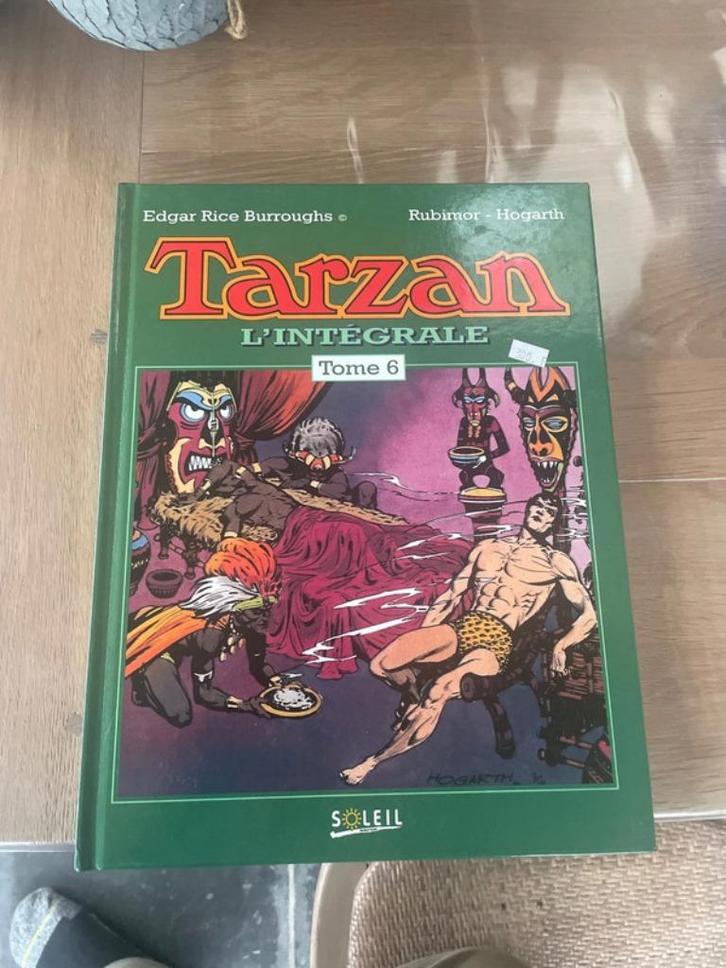 Edgar Rice Burroughs ©
Rubimor - Hogarth
Tarzan
L'INTÉGRALE
Tome 6
HOGARTH
SOLEIL